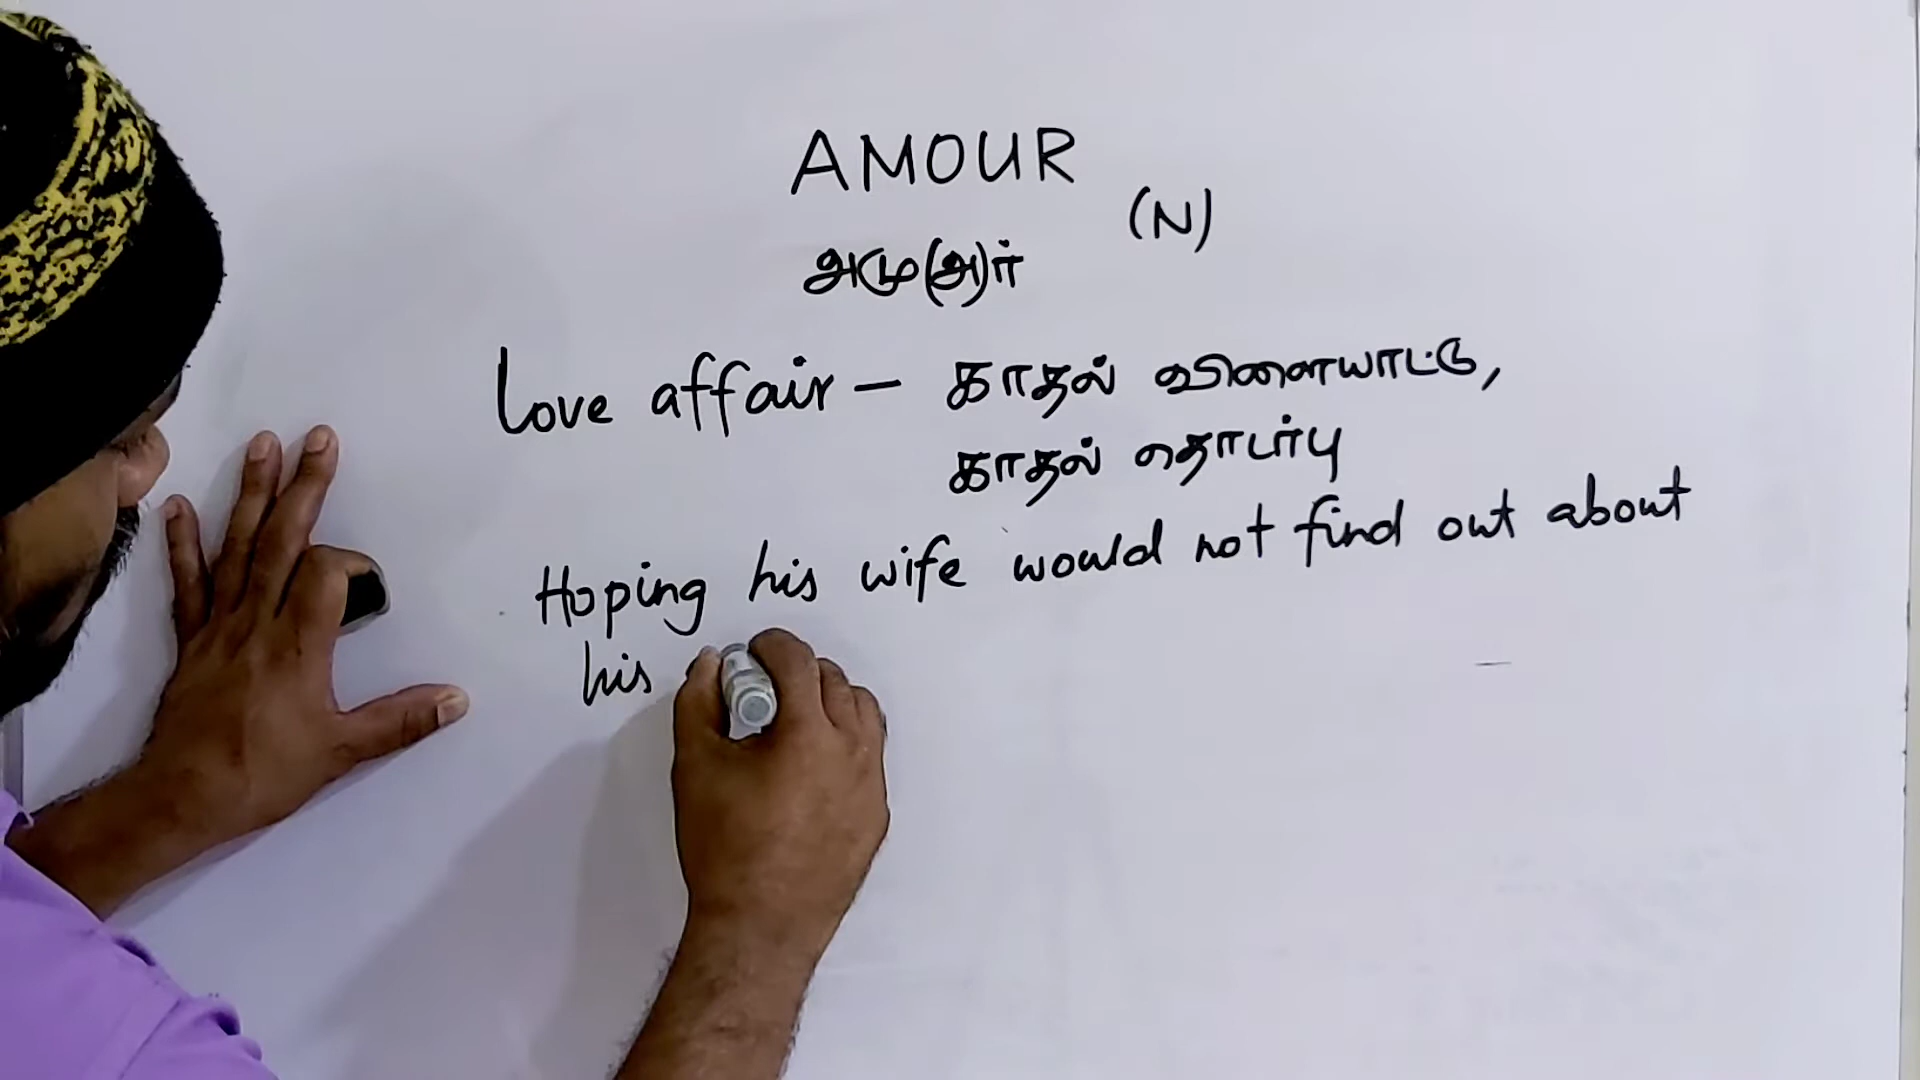 AMOUR
(N)
அமு(அ)ர்
Love affair – காதல் விளையாட்டு,
காதல் தொடர்பு
Hoping his wife would not find out about
his